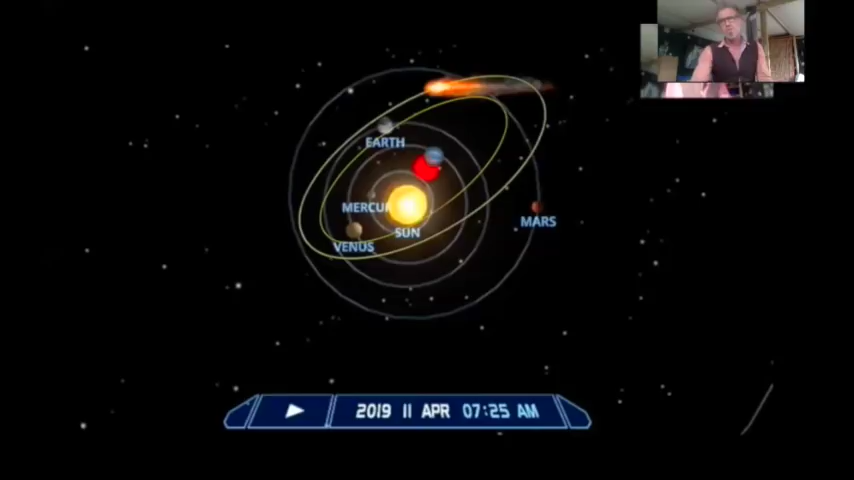 EARTH
MERCU
SUN
MARS
VENUS
2019 11 APR 07:25 AM